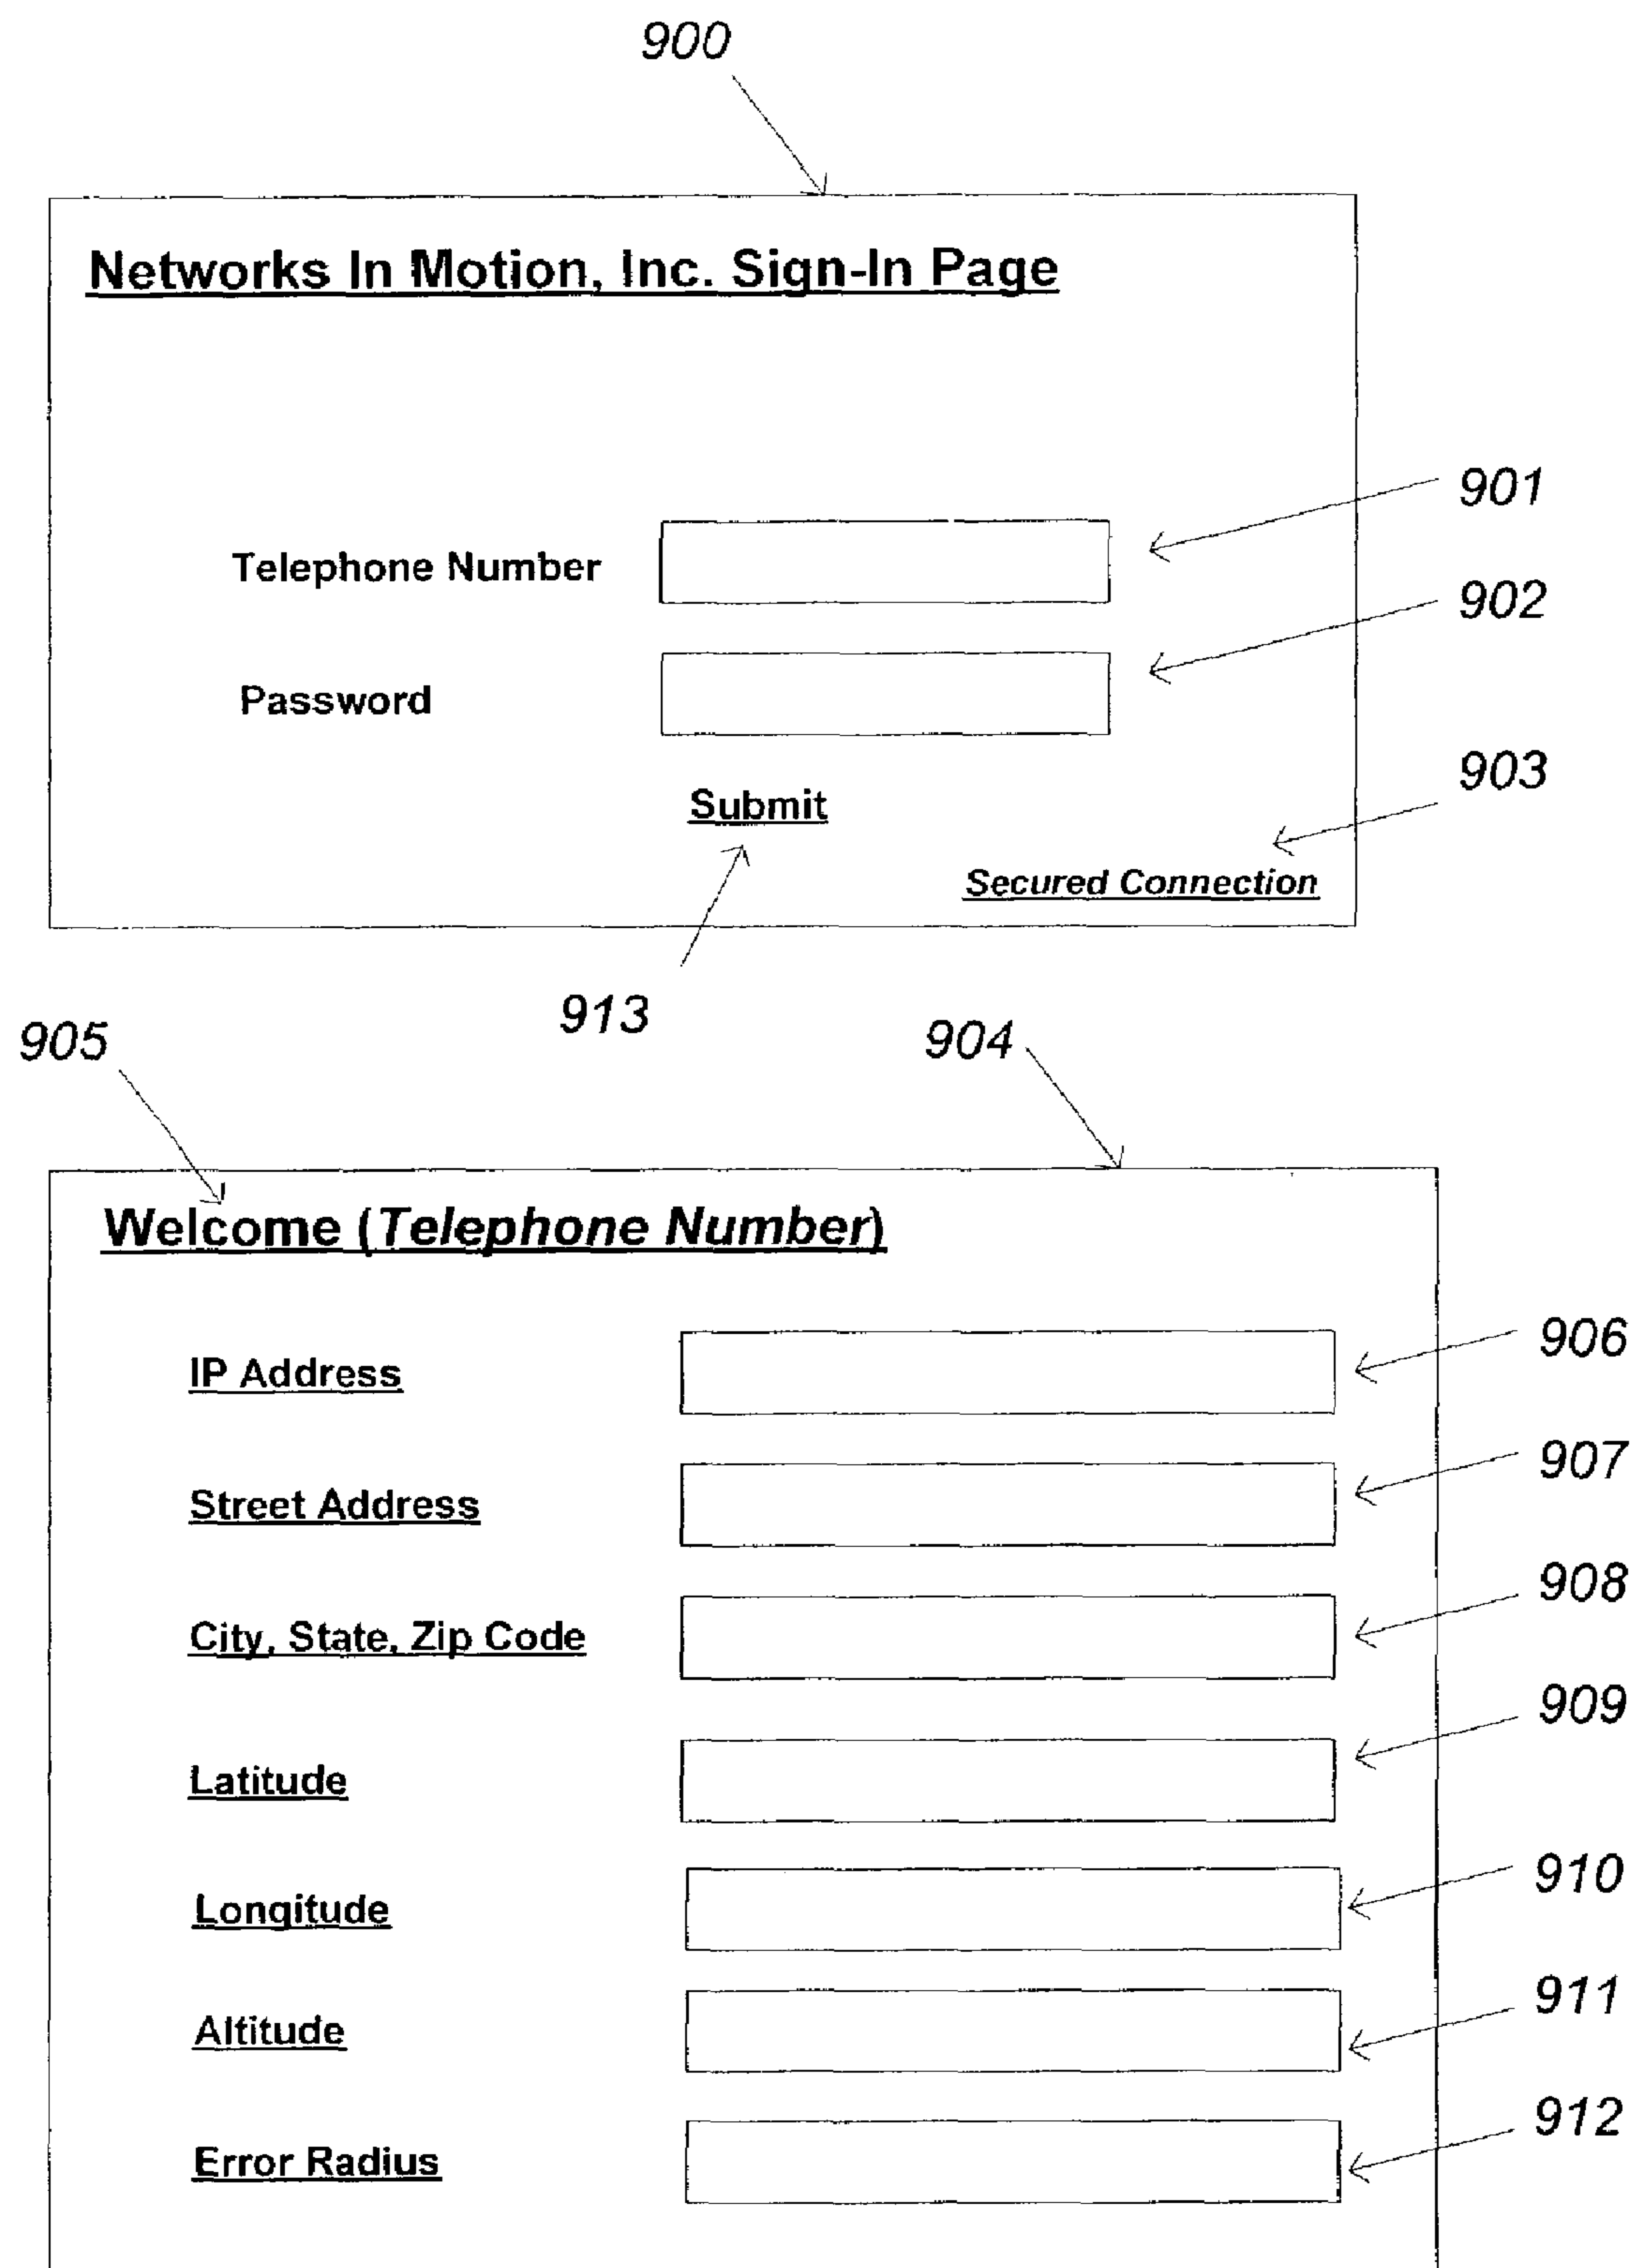 900
Networks In Motion, Inc. Sign-In Page
901
Telephone Number
902
Password
903
Submit
Secured Connection
913
905
904
Welcome (Telephone Number)
906
IP Address
907
Street Address
908
City, State, Zip Code
909
Latitude
910
Longitude
911
Altitude
912
Error Radius